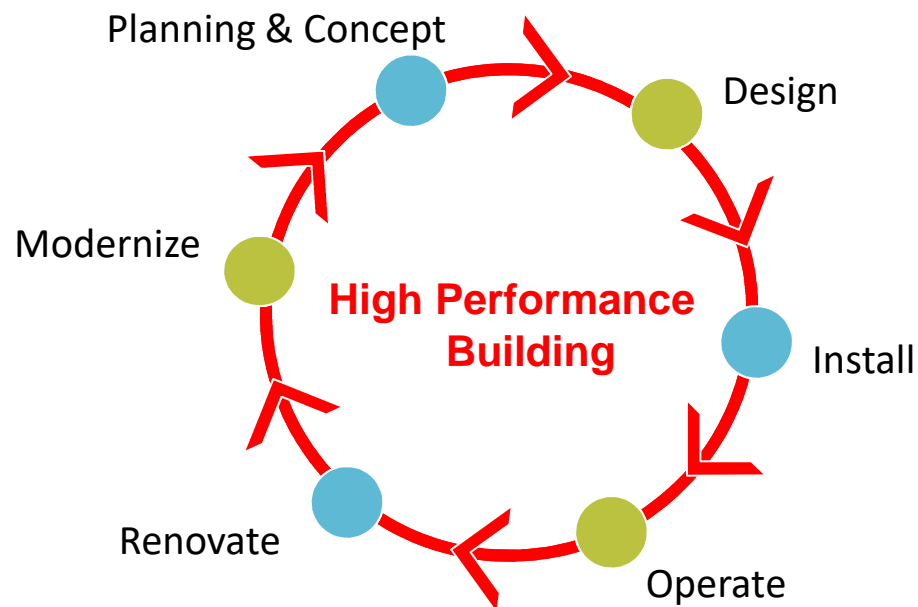 Planning & Concept
Design
Modernize
High Performance
Building
Install
Renovate
Operate